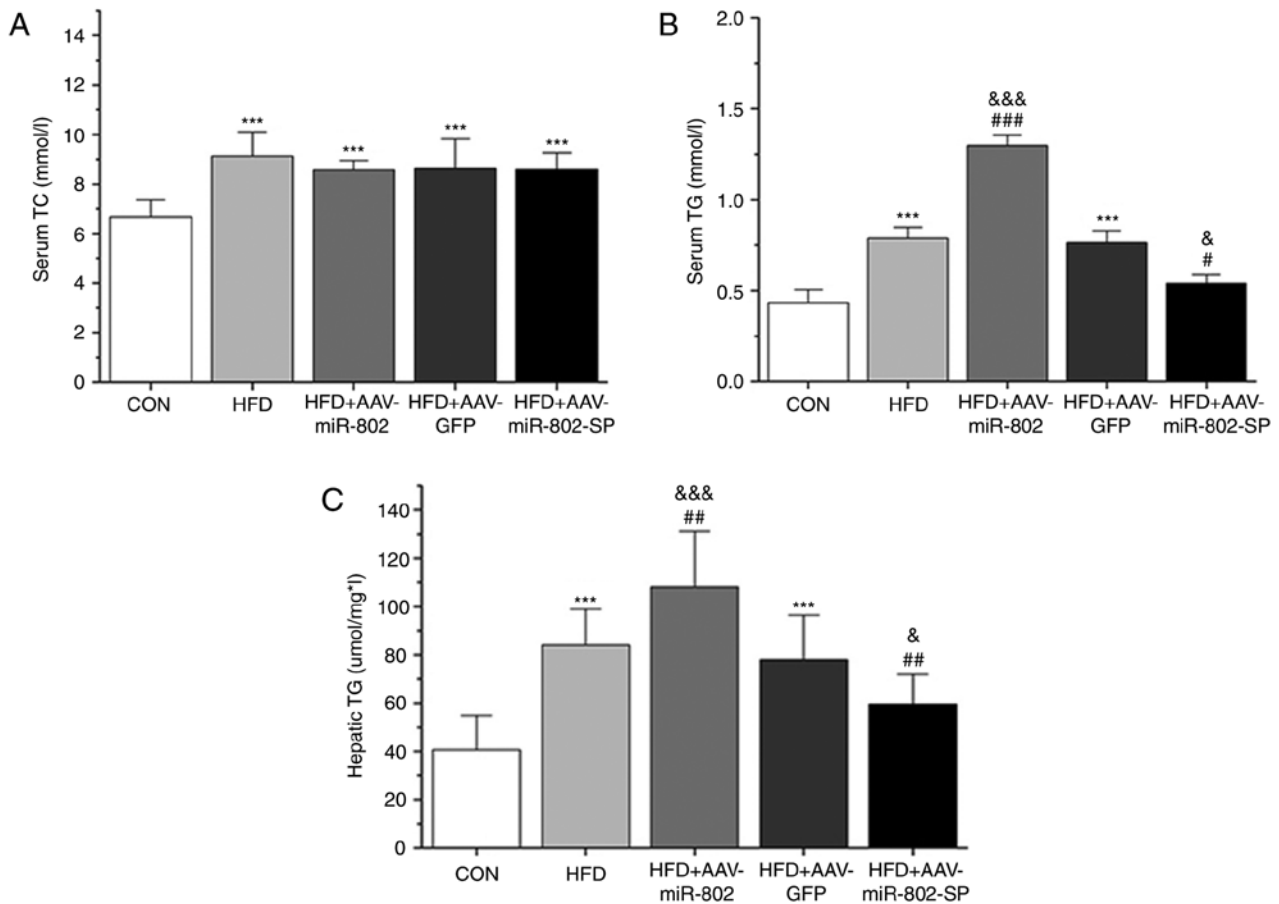 A
Serum TC (mmol/l)
14
12
10
8
6
4
2
0
***
***
***
***
CON
HFD
HFD+AAV-
miR-802
HFD+AAV-
GFP
HFD+AAV-
miR-802-SP
B
Serum TG (mmol/l)
2.0
1.5
1.0
0.5
0.0
***
&&&
###
***
&
#
CON
HFD
HFD+AAV-
miR-802
HFD+AAV-
GFP
HFD+AAV-
miR-802-SP
C
Hepatic TG (umol/mg*l)
140
120
100
80
60
40
20
0
***
&&&
##
***
&
##
CON
HFD
HFD+AAV-
miR-802
HFD+AAV-
GFP
HFD+AAV-
miR-802-SP